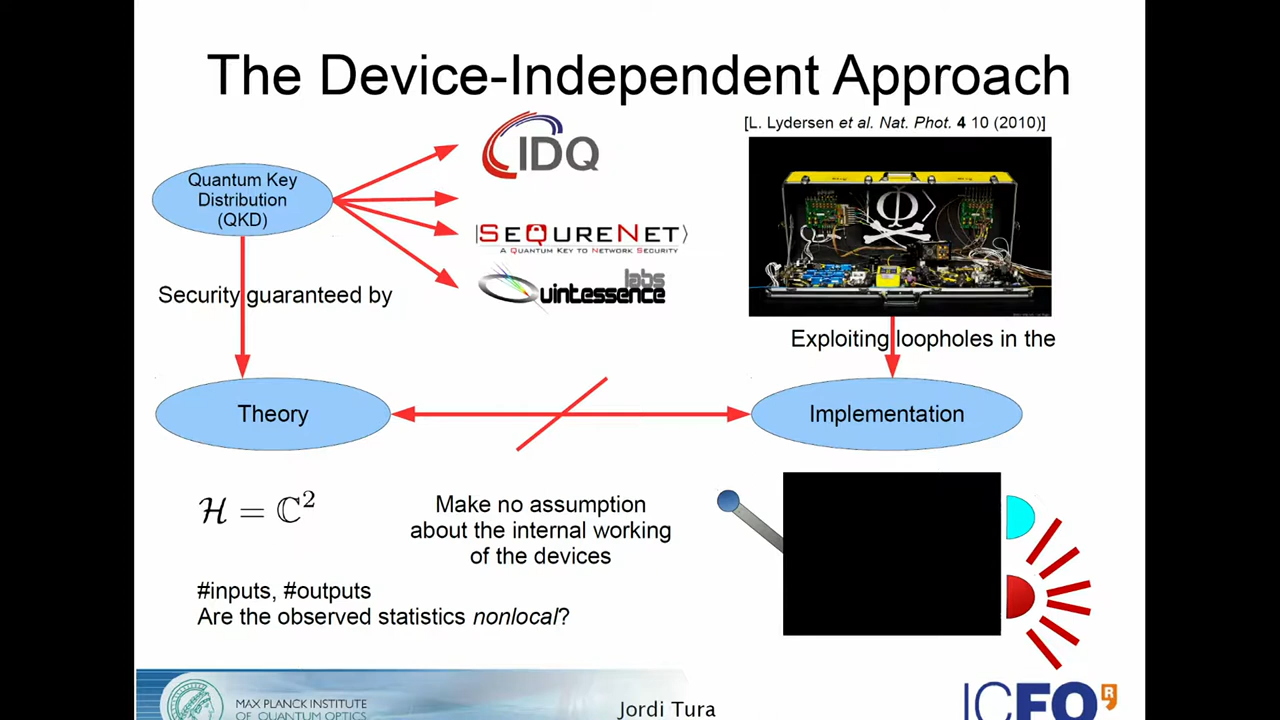 The Device-Independent Approach
[L. Lydersen et al. Nat. Phot. 4 10 (2010)]
Quantum Key
Distribution
(QKD)
IDQ
|SEQURENET⟩
A QUANTUM KEY TO NETWORK SECURITY
Quintessence
labs
Security guaranteed by
Exploiting loopholes in the
Theory
Implementation
ℋ = ℂ²
Make no assumption
about the internal working
of the devices
#inputs, #outputs
Are the observed statistics nonlocal?
MAX PLANCK INSTITUTE
OF QUANTUM OPTICS
Jordi Tura
ICFO
R